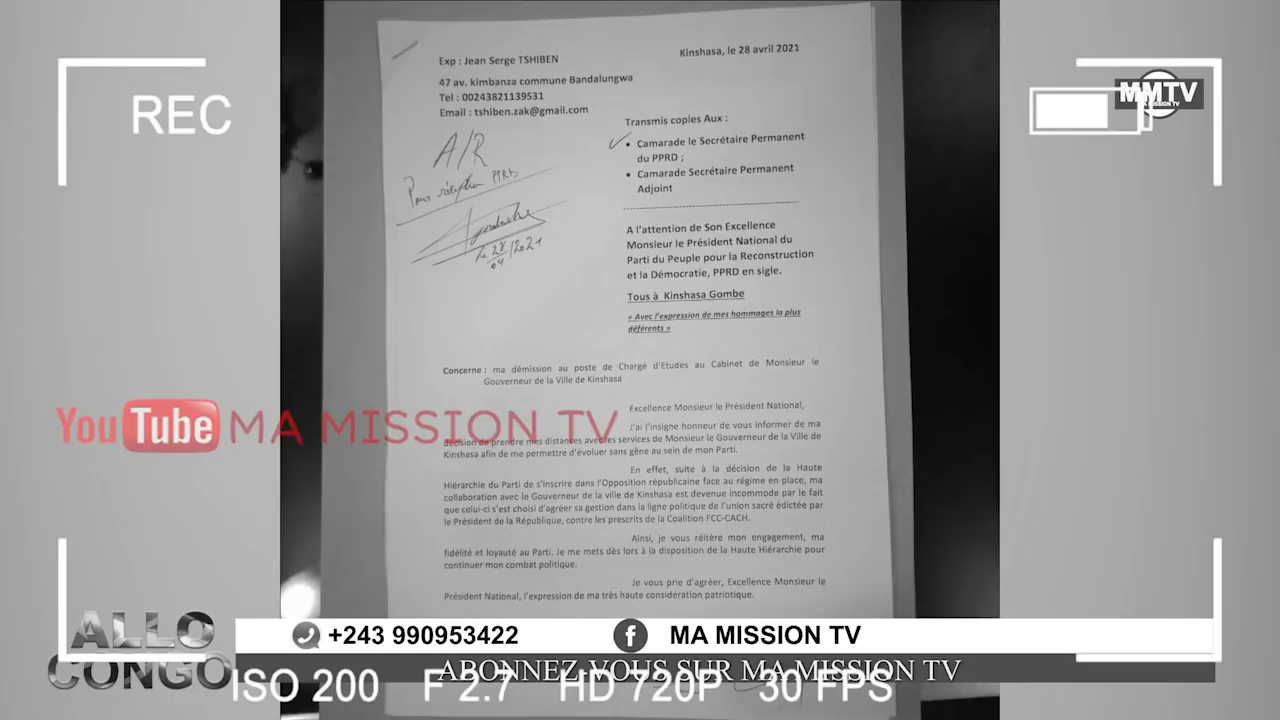 REC
MMTV
MA MISSION TV
Exp : Jean Serge TSHIBEN
47 av. kimbanza commune Bandalungwa
Tel : 00243821139531
Email : tshiben.zak@gmail.com
Kinshasa, le 28 avril 2021
A/R
Pour réception PPRD
le 28/04/2021
Transmis copies Aux :
• Camarade le Secrétaire Permanent
du PPRD ;
• Camarade Secrétaire Permanent
Adjoint
A l'attention de Son Excellence
Monsieur le Président National du
Parti du Peuple pour la Reconstruction
et la Démocratie, PPRD en sigle.
Tous à Kinshasa Gombe
« Avec l'expression de mes hommages la plus
déférents »
Concerne : ma démission au poste de Chargé d'Etudes au Cabinet de Monsieur le
Gouverneur de la Ville de Kinshasa
Excellence Monsieur le Président National,
J'ai l'insigne honneur de vous informer de ma
décision de prendre mes distances avec les services de Monsieur le Gouverneur de la Ville de
Kinshasa afin de me permettre d'évoluer sans gêne au sein de mon Parti.
En effet, suite à la décision de la Haute
Hiérarchie du Parti de s'inscrire dans l'Opposition républicaine face au régime en place, ma
collaboration avec le Gouverneur de la ville de Kinshasa est devenue incommode par le fait
que celui-ci s'est choisi d'agréer sa gestion dans la ligne politique de l'union sacré édictée par
le Président de la République, contre les prescrits de la Coalition FCC-CACH.
Ainsi, je vous réitère mon engagement, ma
fidélité et loyauté au Parti. Je me mets dès lors à la disposition de la Haute Hiérarchie pour
continuer mon combat politique.
Je vous prie d'agréer, Excellence Monsieur le
Président National, l'expression de ma très haute considération patriotique.
YouTube MA MISSION TV
ALLO
CONGO
+243 990953422
MA MISSION TV
ABONNEZ-VOUS SUR MA MISSION TV
ISO 200 F 2.7 HD 720P 30 FPS